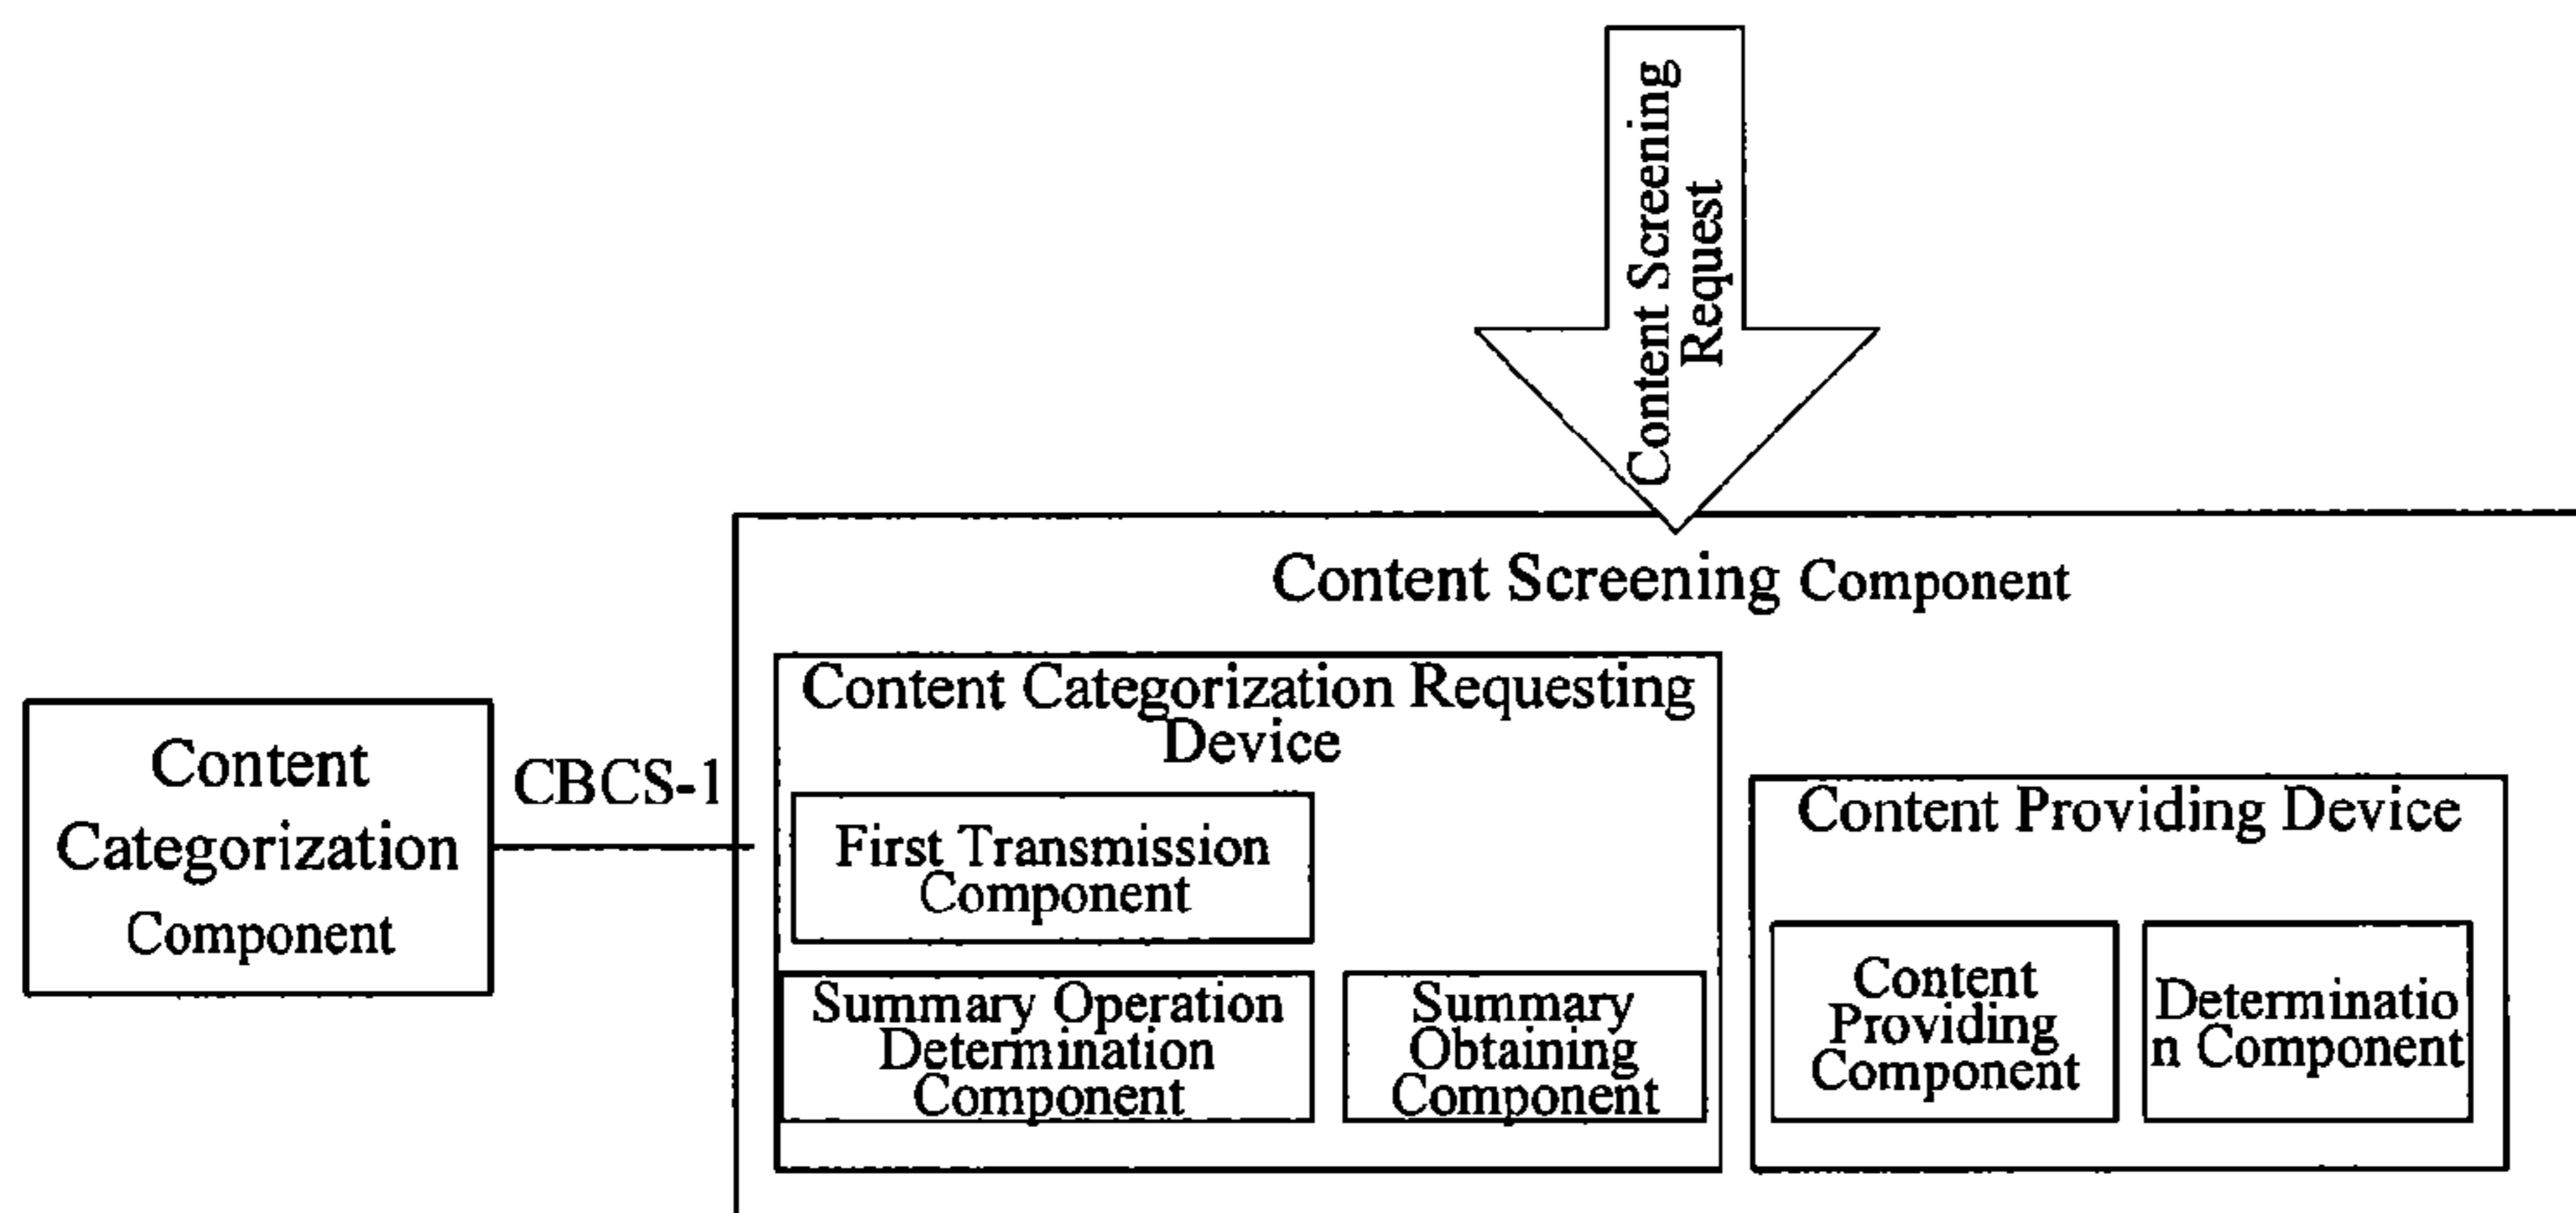 Content Screening
Request
Content Screening Component
Content Categorization Requesting
Device
Content
Categorization
Component
CBCS-1
First Transmission
Component
Summary Operation
Determination
Component
Summary
Obtaining
Component
Content Providing Device
Content
Providing
Component
Determinatio
n Component